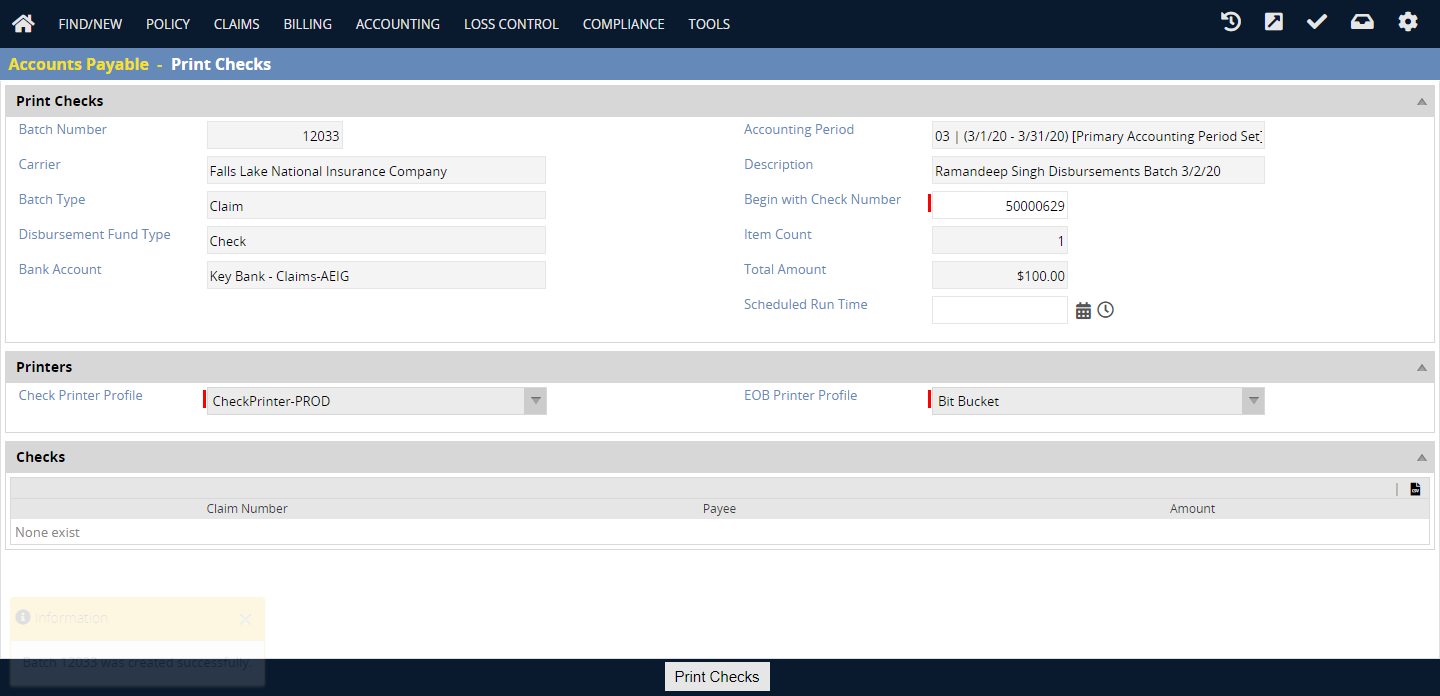 FIND/NEW POLICY CLAIMS BILLING ACCOUNTING LOSS CONTROL COMPLIANCE TOOLS
Accounts Payable - Print Checks
Print Checks
Batch Number 12033 Accounting Period 03 | (3/1/20 - 3/31/20) [Primary Accounting Period Set]
Carrier Falls Lake National Insurance Company Description Ramandeep Singh Disbursements Batch 3/2/20
Batch Type Claim Begin with Check Number 50000629
Disbursement Fund Type Check Item Count 1
Bank Account Key Bank - Claims-AEIG Total Amount $100.00
Scheduled Run Time
Printers
Check Printer Profile CheckPrinter-PROD EOB Printer Profile Bit Bucket
Checks
Claim Number Payee Amount
None exist
Information
Batch 12033 was created successfully
Print Checks